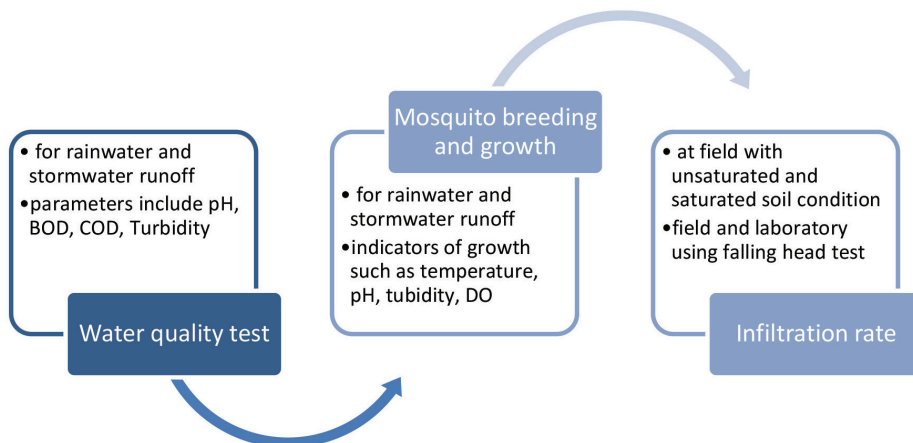 • for rainwater and
stormwater runoff
•parameters include pH,
BOD, COD, Turbidity
Water quality test
Mosquito breeding
and growth
• for rainwater and
stormwater runoff
•indicators of growth
such as temperature,
pH, tubidity, DO
• at field with
unsaturated and
saturated soil condition
•field and laboratory
using falling head test
Infiltration rate